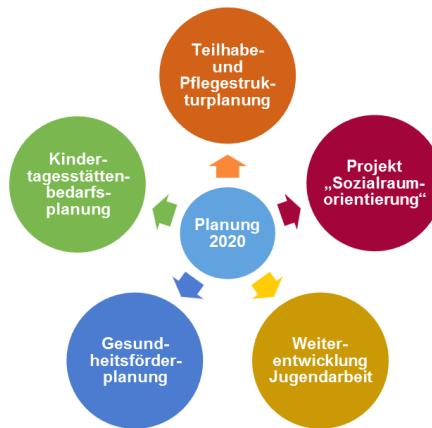 Teilhabe-
und
Pflegestruk-
turplanung
Projekt
„Sozialraum-
orientierung“
Weiter-
entwicklung
Jugendarbeit
Gesund-
heitsförder-
planung
Kinder-
tagesstätten-
bedarfs-
planung
Planung
2020